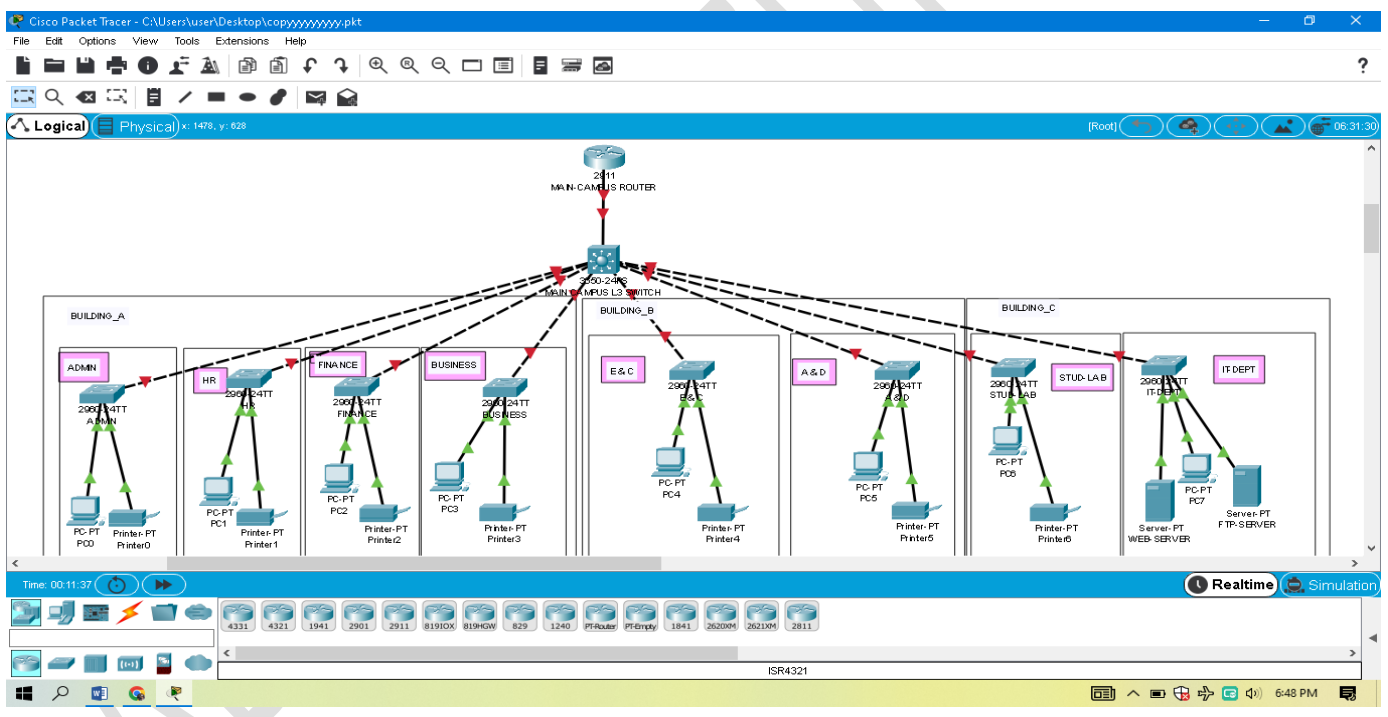 Cisco Packet Tracer - C:\Users\user\Desktop\copyyyyyyyyy.pkt
File Edit Options View Tools Extensions Help
?
Logical Physical x: 1478, y: 628 [Root] 06:31:30
2911
MAIN-CAMPUS ROUTER
3650-24PS
MAIN CAMPUS L3 SWITCH
BUILDING_A
BUILDING_B
BUILDING_C
ADMIN
HR
FINANCE
BUSINESS
E & C
A & D
STUD-LAB
IT DEPT
2960-24TT
ADMIN
2960-24TT
HR
2960-24TT
FINANCE
2960-24TT
BUSINESS
2960-24TT
E&C
2960-24TT
A&D
2960-24TT
STUD-LAB
2960-24TT
IT-DEPT
PC-PT
PC0
Printer-PT
Printer0
PC-PT
PC1
Printer-PT
Printer1
PC-PT
PC2
Printer-PT
Printer2
PC-PT
PC3
Printer-PT
Printer3
PC-PT
PC4
Printer-PT
Printer4
PC-PT
PC5
Printer-PT
Printer5
PC-PT
PC6
Printer-PT
Printer6
Server-PT
WEB-SERVER
PC-PT
PC7
Server-PT
FTP-SERVER
Time: 00:11:37 Realtime Simulation
4331 4321 1941 2901 2911 819IOX 819HGW 829 1240 PT-Router PT-Empty 1841 2620XM 2621XM 2811
ISR4321
6:48 PM